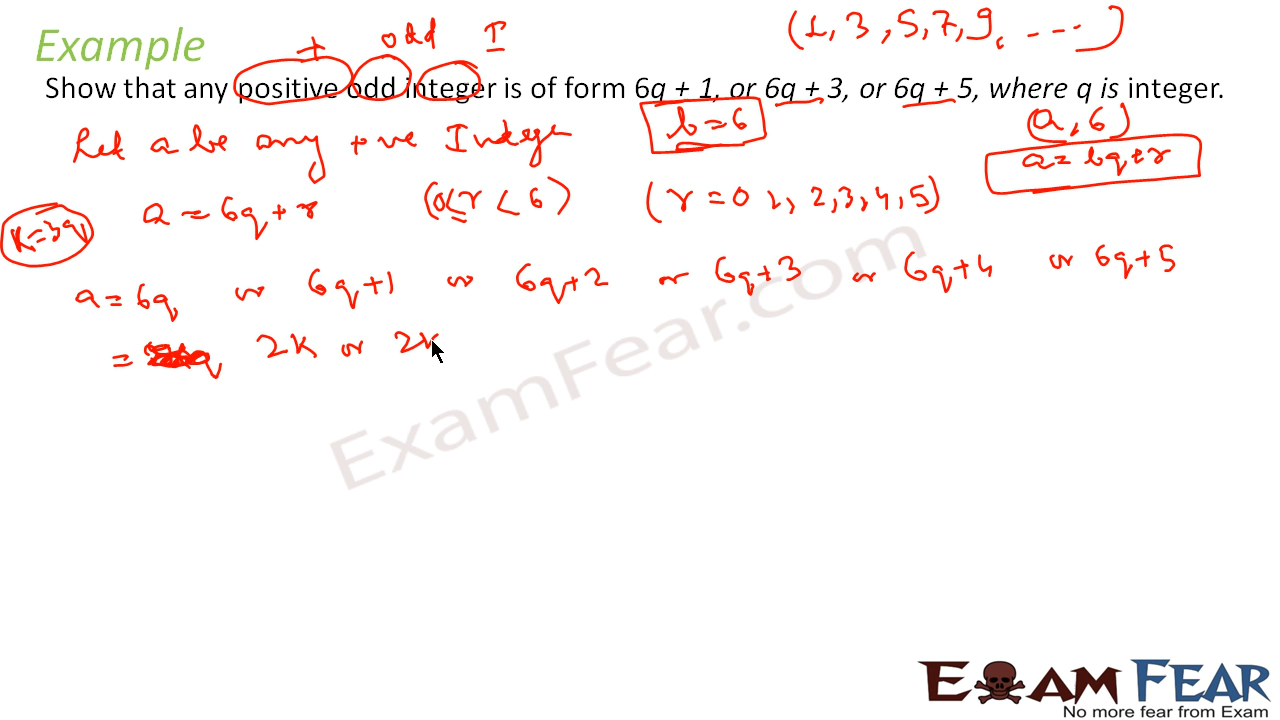 Example
+ odd I
(1, 3, 5, 7, 9, ----)
Show that any positive odd integer is of form 6q + 1, or 6q + 3, or 6q + 5, where q is integer.
Let a be any +ve Integer
b = 6
(a, 6)
a = bq + r
a = 6q + r (0 ≤ r < 6) (r = 0 1, 2, 3, 4, 5)
K = 3q
a = 6q or 6q + 1 or 6q + 2 or 6q + 3 or 6q + 4 or 6q + 5
= q 2K or 2K
ExamFear.com
EXAM FEAR
No more fear from Exam